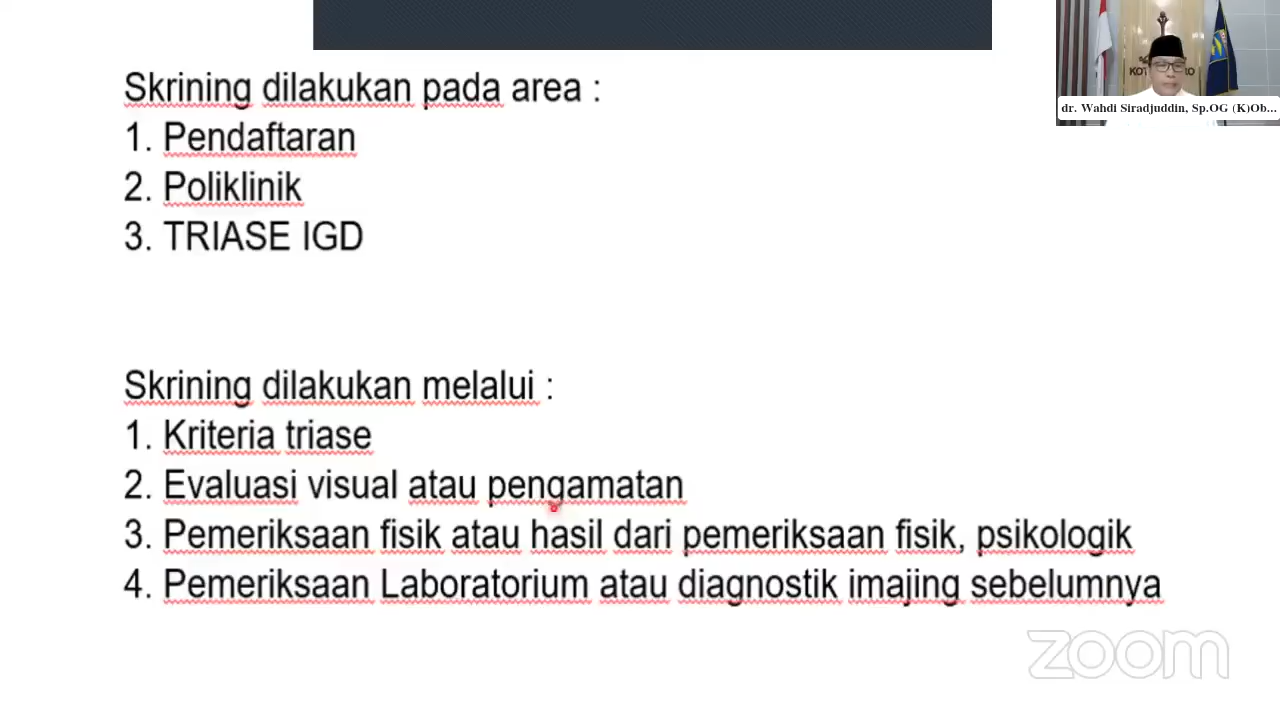 Skrining dilakukan pada area :
1. Pendaftaran
2. Poliklinik
3. TRIASE IGD
Skrining dilakukan melalui :
1. Kriteria triase
2. Evaluasi visual atau pengamatan
3. Pemeriksaan fisik atau hasil dari pemeriksaan fisik, psikologik
4. Pemeriksaan Laboratorium atau diagnostik imajing sebelumnya
dr. Wahdi Siradjuddin, Sp.OG (K)Ob...
zoom